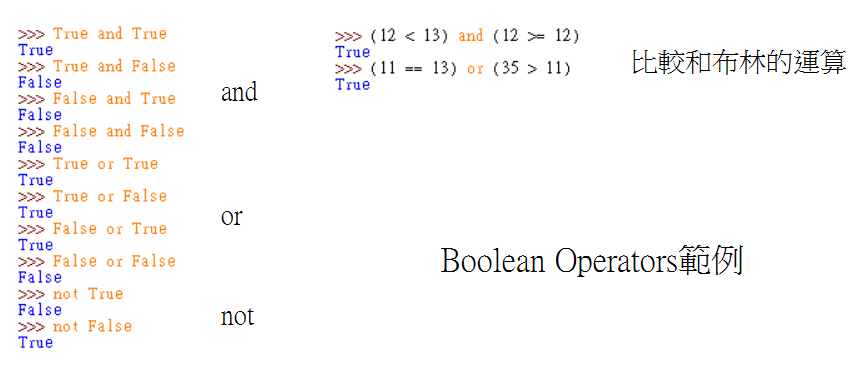 >>> True and True
True
>>> True and False
False
>>> False and True
False
>>> False and False
False
>>> True or True
True
>>> True or False
True
>>> False or True
True
>>> False or False
False
>>> not True
False
>>> not False
True
and
or
not
>>> (12 < 13) and (12 >= 12)
True
>>> (11 == 13) or (35 > 11)
True
比較和布林的運算
Boolean Operators範例